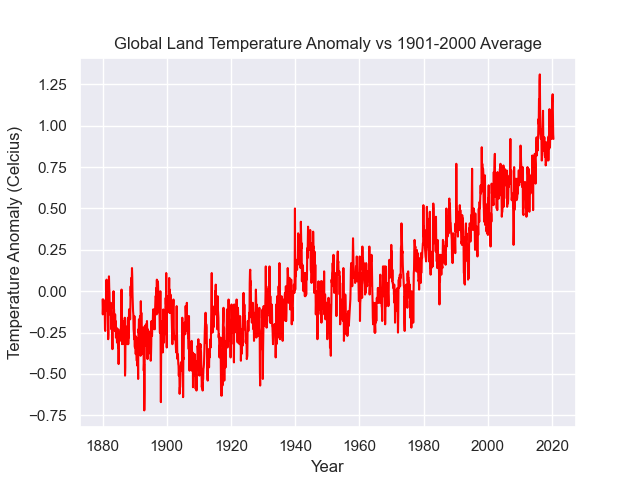 Global Land Temperature Anomaly vs 1901-2000 Average
Temperature Anomaly (Celcius)
1.25
1.00
0.75
0.50
0.25
0.00
−0.25
−0.50
−0.75
1880 1900 1920 1940 1960 1980 2000 2020
Year